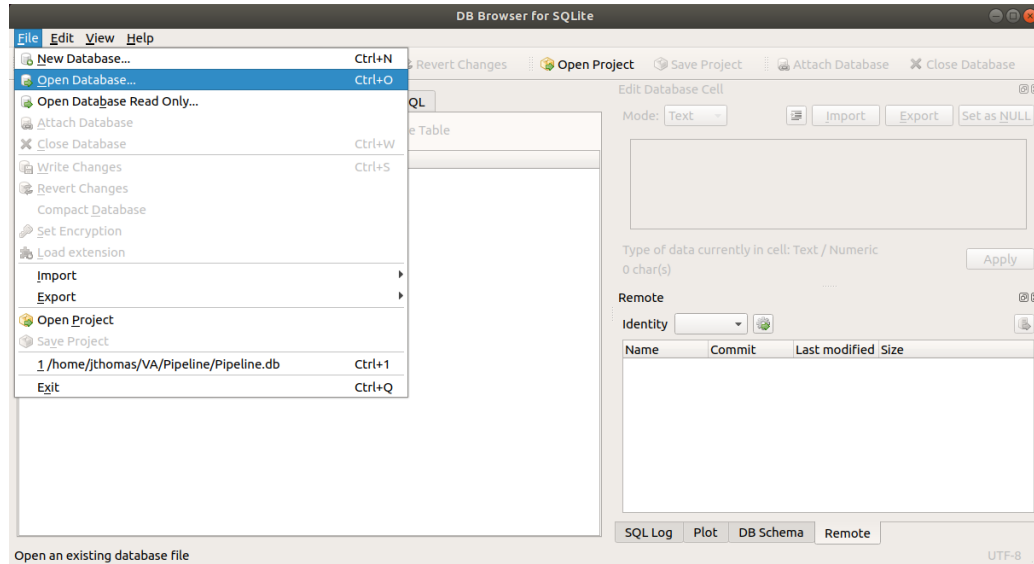 DB Browser for SQLite
File Edit View Help
New Database... Ctrl+N
Revert Changes Open Project Save Project Attach Database Close Database
Open Database... Ctrl+O
Edit Database Cell
Open Database Read Only... QL
Mode: Text Import Export Set as NULL
Attach Database e Table
Close Database Ctrl+W
Write Changes Ctrl+S
Revert Changes
Compact Database
Set Encryption
Load extension
Type of data currently in cell: Text / Numeric
0 char(s) Apply
Import
Export
Remote
Open Project
Identity
Save Project
Name Commit Last modified Size
1 /home/jthomas/VA/Pipeline/Pipeline.db Ctrl+1
Exit Ctrl+Q
SQL Log Plot DB Schema Remote
Open an existing database file UTF-8